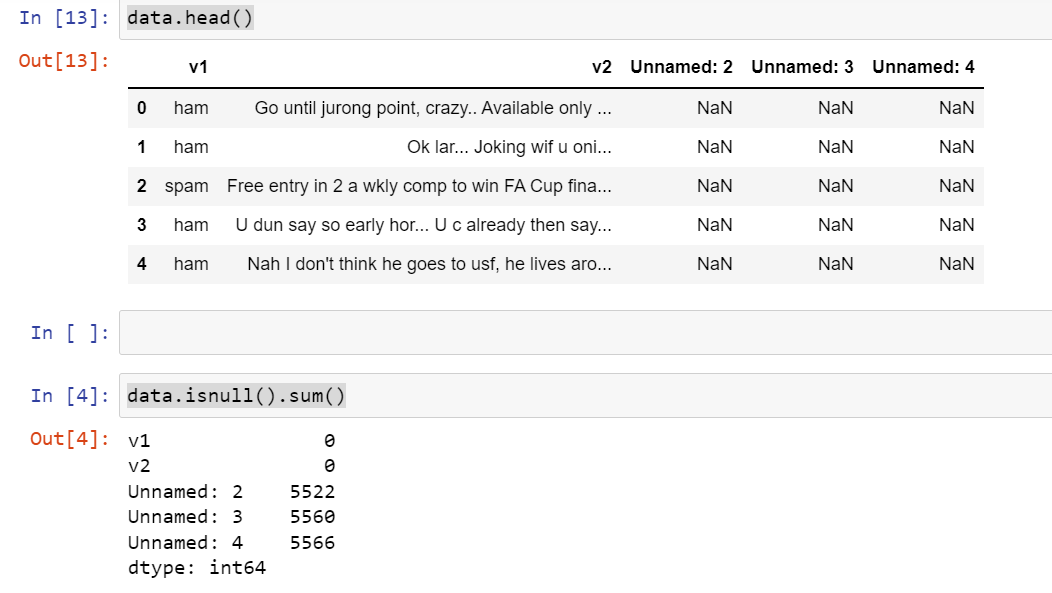 In [13]: data.head()
Out[13]:
v1 v2 Unnamed: 2 Unnamed: 3 Unnamed: 4
0 ham Go until jurong point, crazy.. Available only ... NaN NaN NaN
1 ham Ok lar... Joking wif u oni... NaN NaN NaN
2 spam Free entry in 2 a wkly comp to win FA Cup fina... NaN NaN NaN
3 ham U dun say so early hor... U c already then say... NaN NaN NaN
4 ham Nah I don't think he goes to usf, he lives aro... NaN NaN NaN
In [ ]:
In [4]: data.isnull().sum()
Out[4]: v1 0
v2 0
Unnamed: 2 5522
Unnamed: 3 5560
Unnamed: 4 5566
dtype: int64